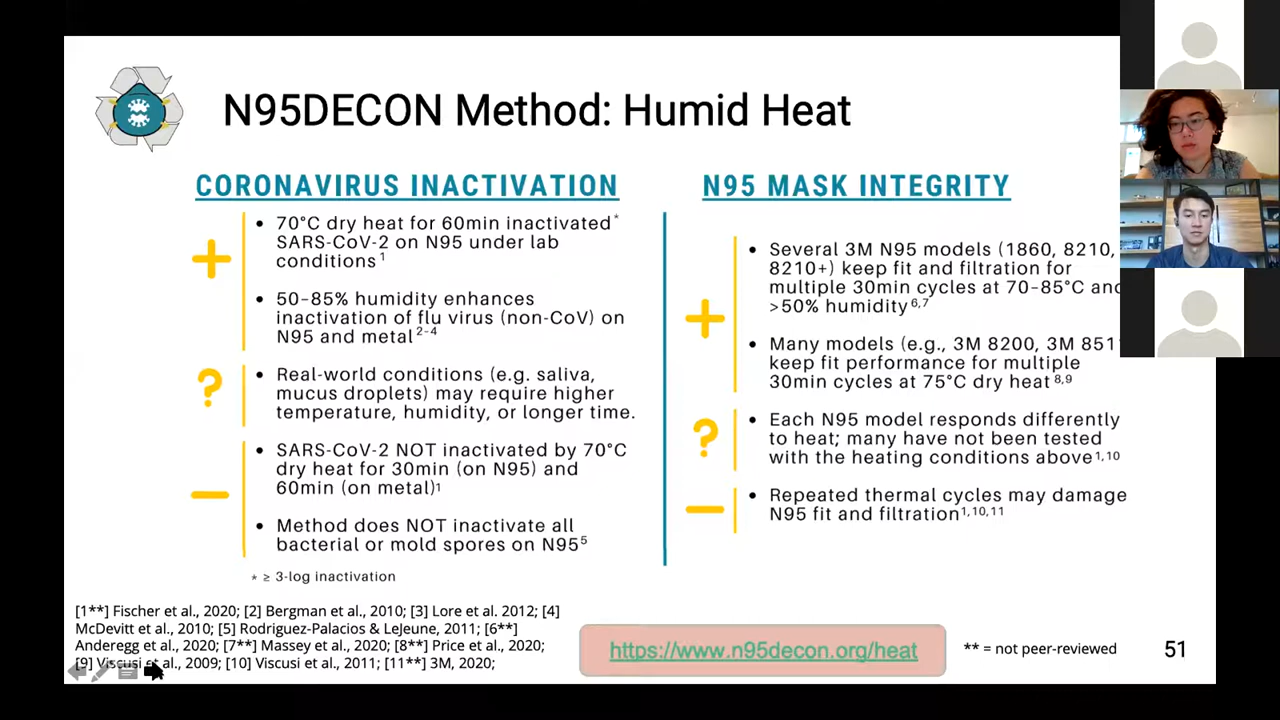 N95DECON Method: Humid Heat
CORONAVIRUS INACTIVATION
+
• 70°C dry heat for 60min inactivated*
SARS-CoV-2 on N95 under lab
conditions1
• 50–85% humidity enhances
inactivation of flu virus (non-CoV) on
N95 and metal2-4
?
• Real-world conditions (e.g. saliva,
mucus droplets) may require higher
temperature, humidity, or longer time.
–
• SARS-CoV-2 NOT inactivated by 70°C
dry heat for 30min (on N95) and
60min (on metal)1
• Method does NOT inactivate all
bacterial or mold spores on N955
* ≥ 3-log inactivation
N95 MASK INTEGRITY
+
• Several 3M N95 models (1860, 8210,
8210+) keep fit and filtration for
multiple 30min cycles at 70–85°C and
>50% humidity6,7
• Many models (e.g., 3M 8200, 3M 851
keep fit performance for multiple
30min cycles at 75°C dry heat8,9
?
• Each N95 model responds differently
to heat; many have not been tested
with the heating conditions above1,10
–
• Repeated thermal cycles may damage
N95 fit and filtration1,10,11
[1**] Fischer et al., 2020; [2] Bergman et al., 2010; [3] Lore et al. 2012; [4]
McDevitt et al., 2010; [5] Rodriguez-Palacios & LeJeune, 2011; [6**]
Anderegg et al., 2020; [7**] Massey et al., 2020; [8**] Price et al., 2020;
[9] Viscusi et al., 2009; [10] Viscusi et al., 2011; [11**] 3M, 2020;
https://www.n95decon.org/heat
** = not peer-reviewed
51